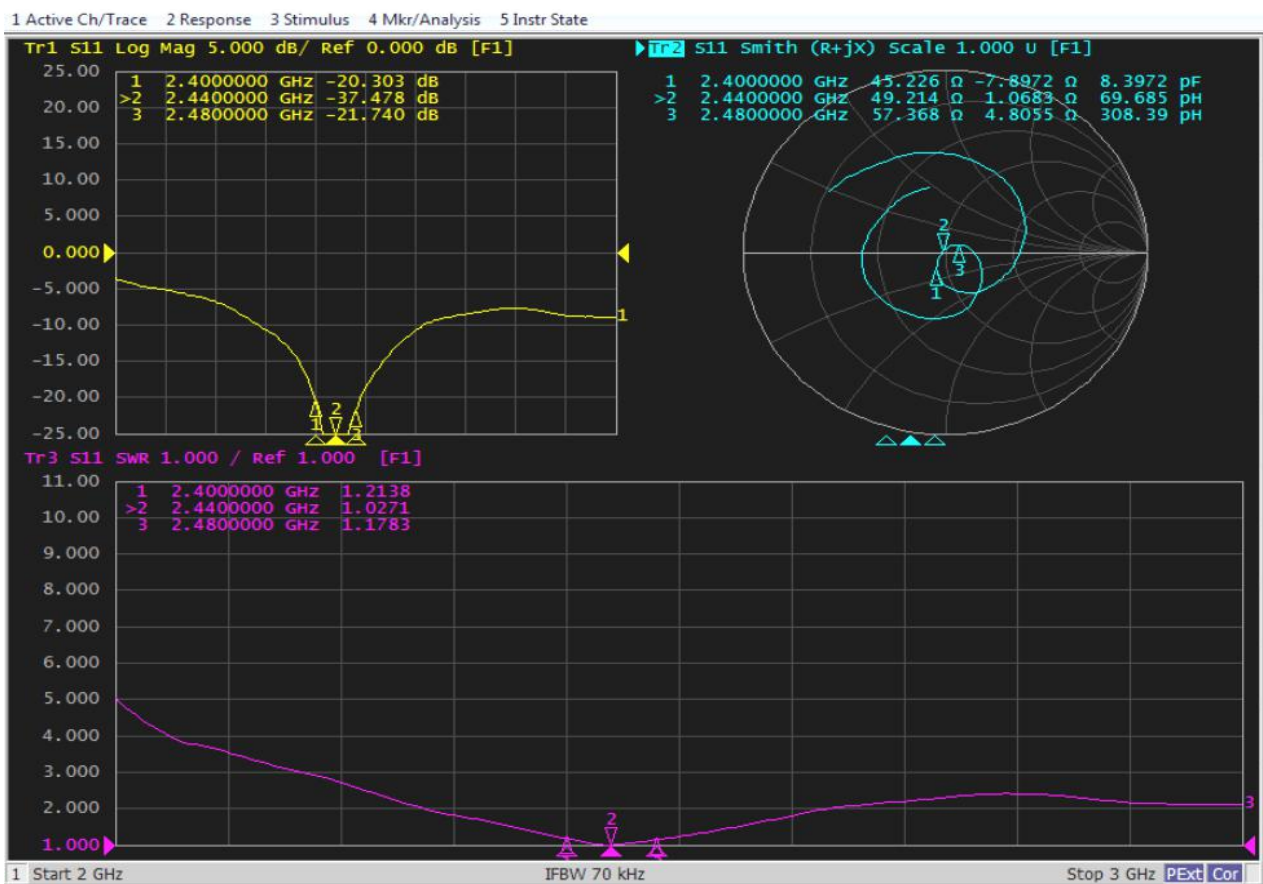 1 Active Ch/Trace 2 Response 3 Stimulus 4 Mkr/Analysis 5 Instr State
Tr1 S11 Log Mag 5.000 dB/ Ref 0.000 dB [F1]
25.00
20.00
15.00
10.00
5.000
0.000
-5.000
-10.00
-15.00
-20.00
-25.00
1 2.4000000 GHz -20.303 dB
>2 2.4400000 GHz -37.478 dB
3 2.4800000 GHz -21.740 dB
1
1
2
3
Tr2 S11 Smith (R+jX) Scale 1.000 U [F1]
1 2.4000000 GHz 45.226 Ω -7.8972 Ω 8.3972 pF
>2 2.4400000 GHz 49.214 Ω 1.0683 Ω 69.685 pH
3 2.4800000 GHz 57.368 Ω 4.8055 Ω 308.39 pH
2
3
1
Tr3 S11 SWR 1.000 / Ref 1.000 [F1]
11.00
10.00
9.000
8.000
7.000
6.000
5.000
4.000
3.000
2.000
1.000
1 2.4000000 GHz 1.2138
>2 2.4400000 GHz 1.0271
3 2.4800000 GHz 1.1783
2
3
1 Start 2 GHz IFBW 70 kHz Stop 3 GHz PExt Cor